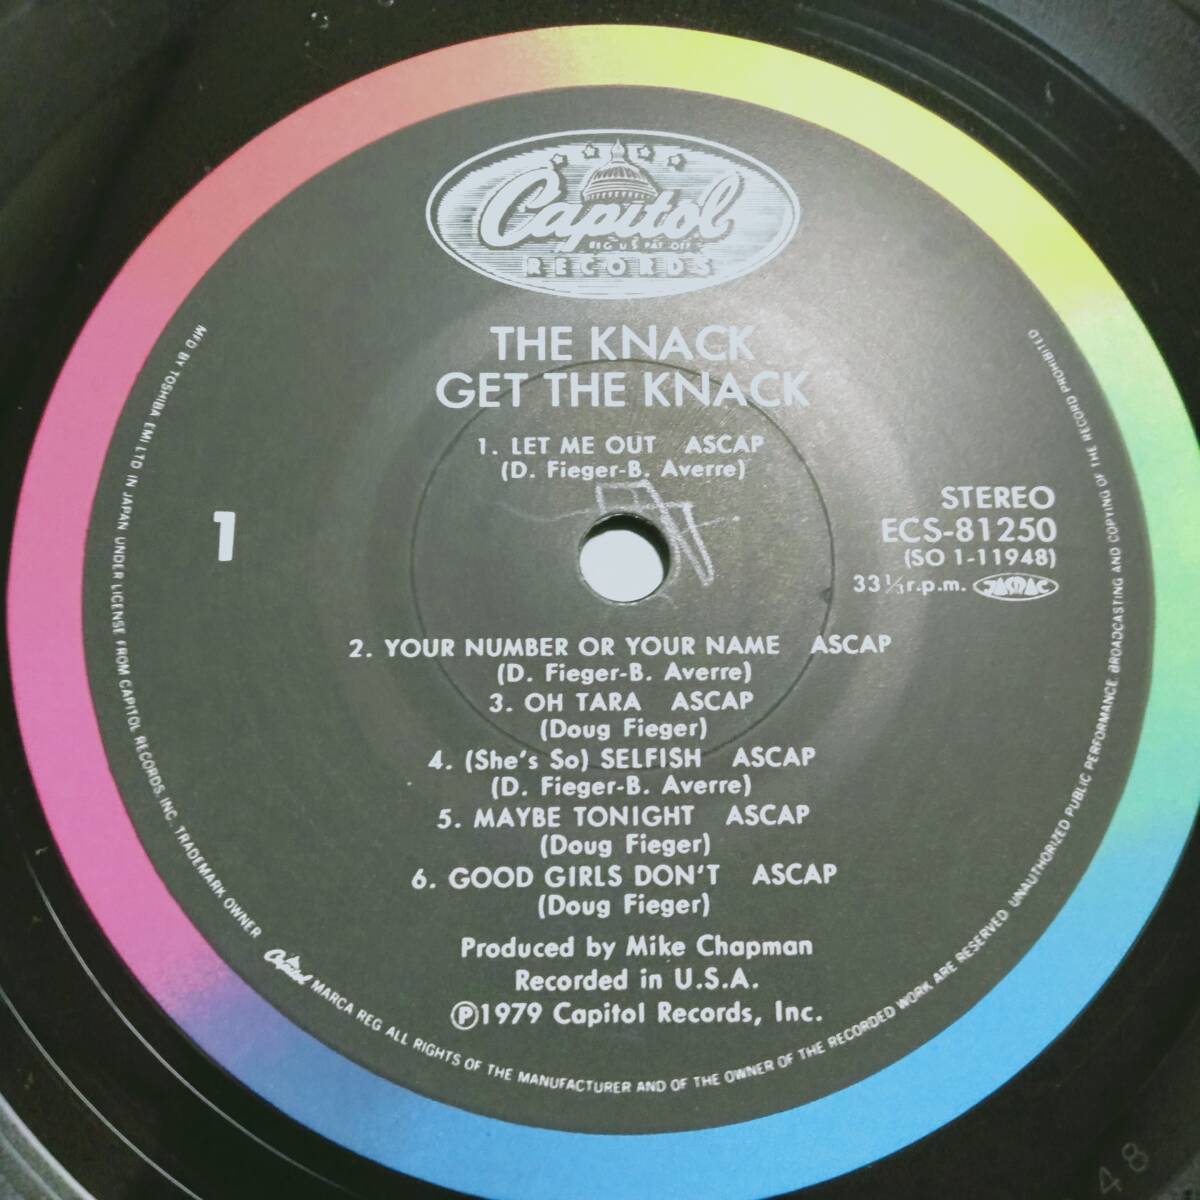 Capitol
REG U.S. PAT. OFF.
RECORDS
THE KNACK
GET THE KNACK
1. LET ME OUT ASCAP
(D. Fieger-B. Averre)
1
STEREO
ECS-81250
(SO 1-11948)
33⅓r.p.m. JASRAC
2. YOUR NUMBER OR YOUR NAME ASCAP
(D. Fieger-B. Averre)
3. OH TARA ASCAP
(Doug Fieger)
4. (She's So) SELFISH ASCAP
(D. Fieger-B. Averre)
5. MAYBE TONIGHT ASCAP
(Doug Fieger)
6. GOOD GIRLS DON'T ASCAP
(Doug Fieger)
Produced by Mike Chapman
Recorded in U.S.A.
℗1979 Capitol Records, Inc.
MFD BY TOSHIBA EMI LTD IN JAPAN UNDER LICENSE FROM CAPITOL RECORDS, INC. TRADEMARK OWNER Capitol MARCA REG ALL RIGHTS OF THE MANUFACTURER AND OF THE OWNER OF THE RECORDED WORK ARE RESERVED UNAUTHORIZED PUBLIC PERFORMANCE BROADCASTING AND COPYING OF THE RECORD PROHIBITED
48